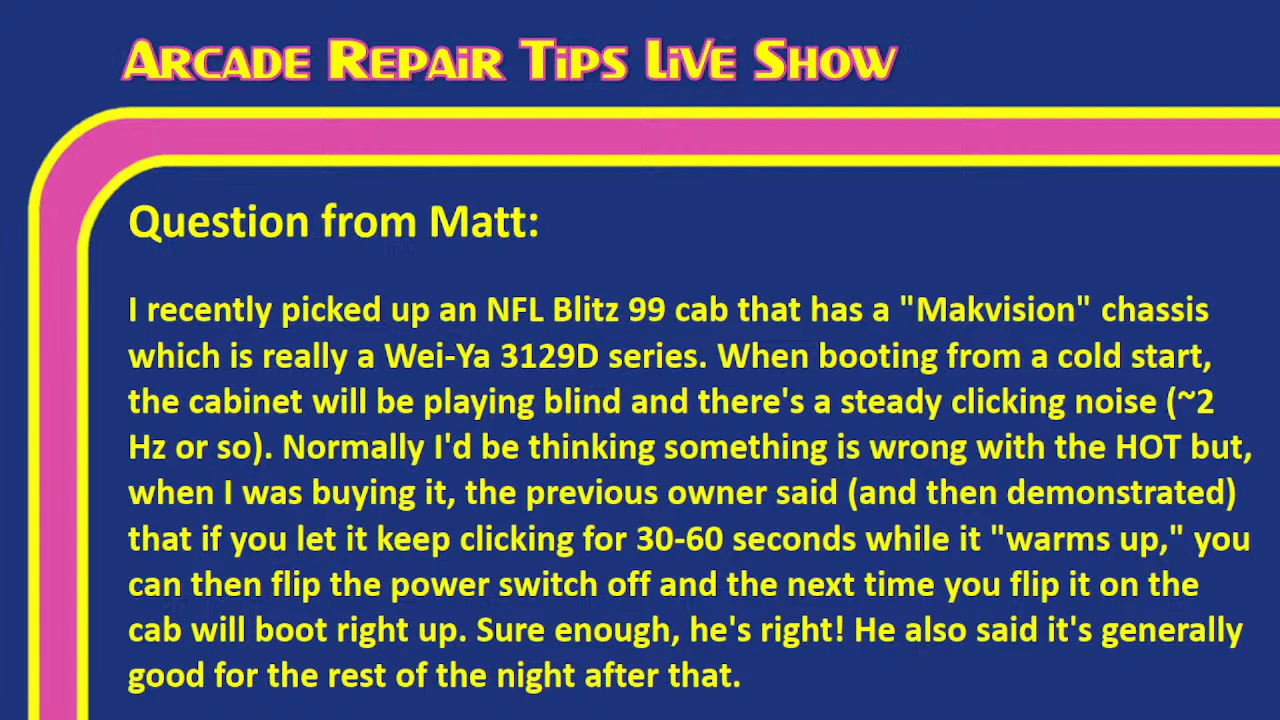 Arcade Repair Tips Live Show
Question from Matt:
I recently picked up an NFL Blitz 99 cab that has a "Makvision" chassis
which is really a Wei-Ya 3129D series. When booting from a cold start,
the cabinet will be playing blind and there's a steady clicking noise (~2
Hz or so). Normally I'd be thinking something is wrong with the HOT but,
when I was buying it, the previous owner said (and then demonstrated)
that if you let it keep clicking for 30-60 seconds while it "warms up," you
can then flip the power switch off and the next time you flip it on the
cab will boot right up. Sure enough, he's right! He also said it's generally
good for the rest of the night after that.